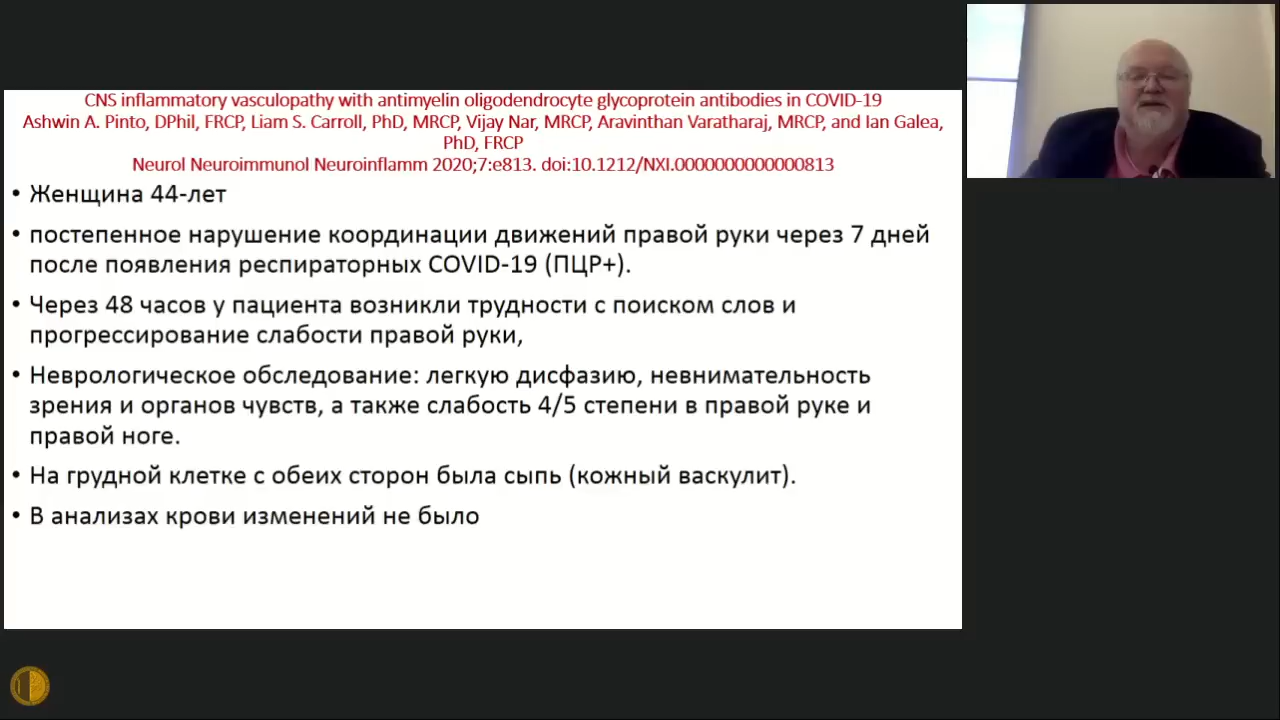 CNS inflammatory vasculopathy with antimyelin oligodendrocyte glycoprotein antibodies in COVID-19
Ashwin A. Pinto, DPhil, FRCP, Liam S. Carroll, PhD, MRCP, Vijay Nar, MRCP, Aravinthan Varatharaj, MRCP, and Ian Galea,
PhD, FRCP
Neurol Neuroimmunol Neuroinflamm 2020;7:e813. doi:10.1212/NXI.0000000000000813
• Женщина 44-лет
• постепенное нарушение координации движений правой руки через 7 дней
после появления респираторных COVID-19 (ПЦР+).
• Через 48 часов у пациента возникли трудности с поиском слов и
прогрессирование слабости правой руки,
• Неврологическое обследование: легкую дисфазию, невнимательность
зрения и органов чувств, а также слабость 4/5 степени в правой руке и
правой ноге.
• На грудной клетке с обеих сторон была сыпь (кожный васкулит).
• В анализах крови изменений не было